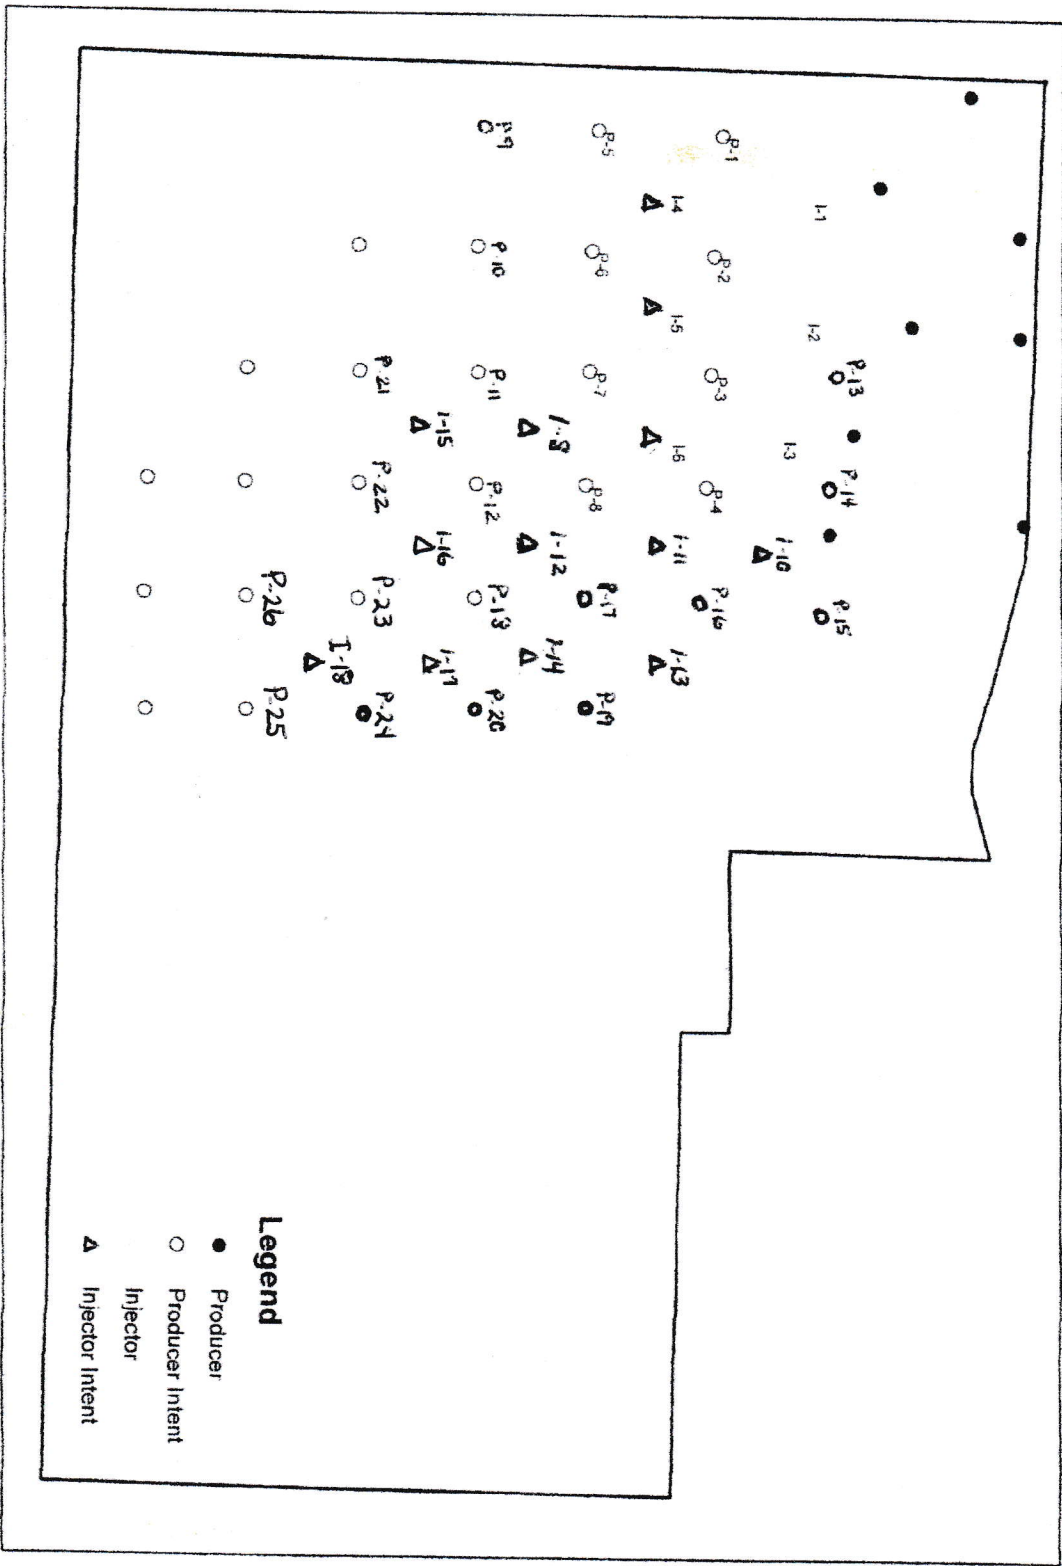 P-13
P-14
P-15
I-1
I-2
I-3
I-10
P-1
P-2
P-3
P-4
P-16
I-4
I-5
I-6
I-11
I-13
P-5
P-6
P-7
P-8
P-17
P-19
I-8
I-12
I-14
P-9
P-10
P-11
P-12
P-18
P-20
I-15
I-16
I-17
P-21
P-22
P-23
P-24
I-18
P-26
P-25
Legend
Producer
Producer Intent
Injector
Injector Intent